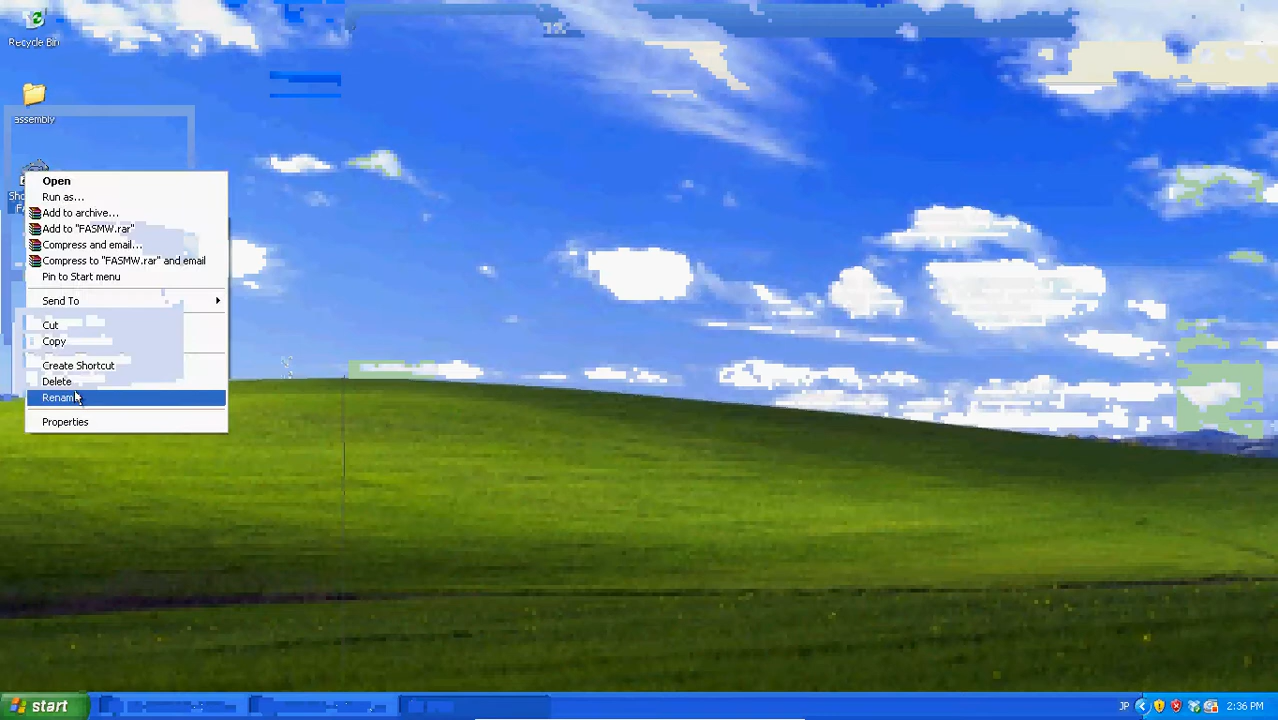 Recycle Bin
assembly
Open
Run as...
Add to archive...
Add to "FASMW.rar"
Compress and email...
Compress to "FASMW.rar" and email
Pin to Start menu
Send To
Cut
Copy
Create Shortcut
Delete
Properties
start
JP
2:36 PM